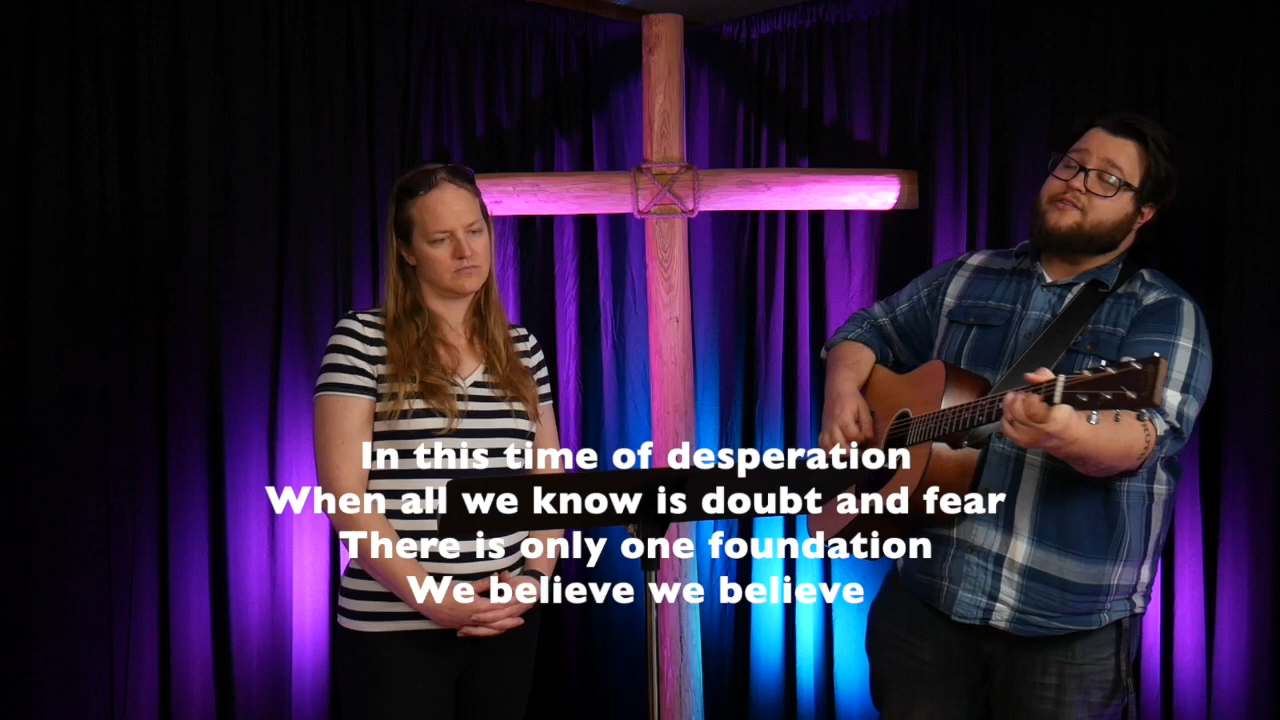 In this time of desperation
When all we know is doubt and fear
There is only one foundation
We believe we believe